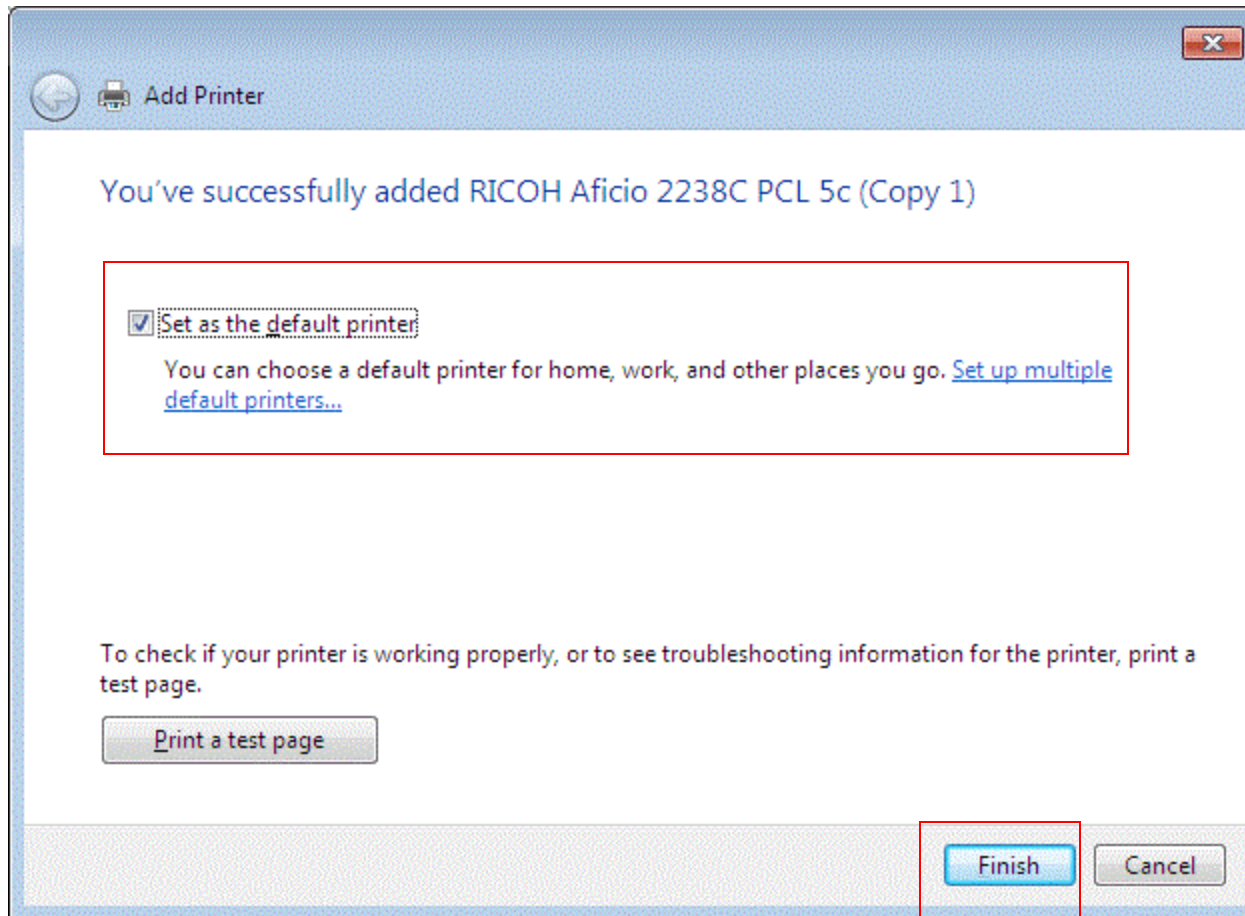 Add Printer
You've successfully added RICOH Aficio 2238C PCL 5c (Copy 1)
Set as the default printer
You can choose a default printer for home, work, and other places you go. Set up multiple
default printers...
To check if your printer is working properly, or to see troubleshooting information for the printer, print a
test page.
Print a test page
Finish Cancel